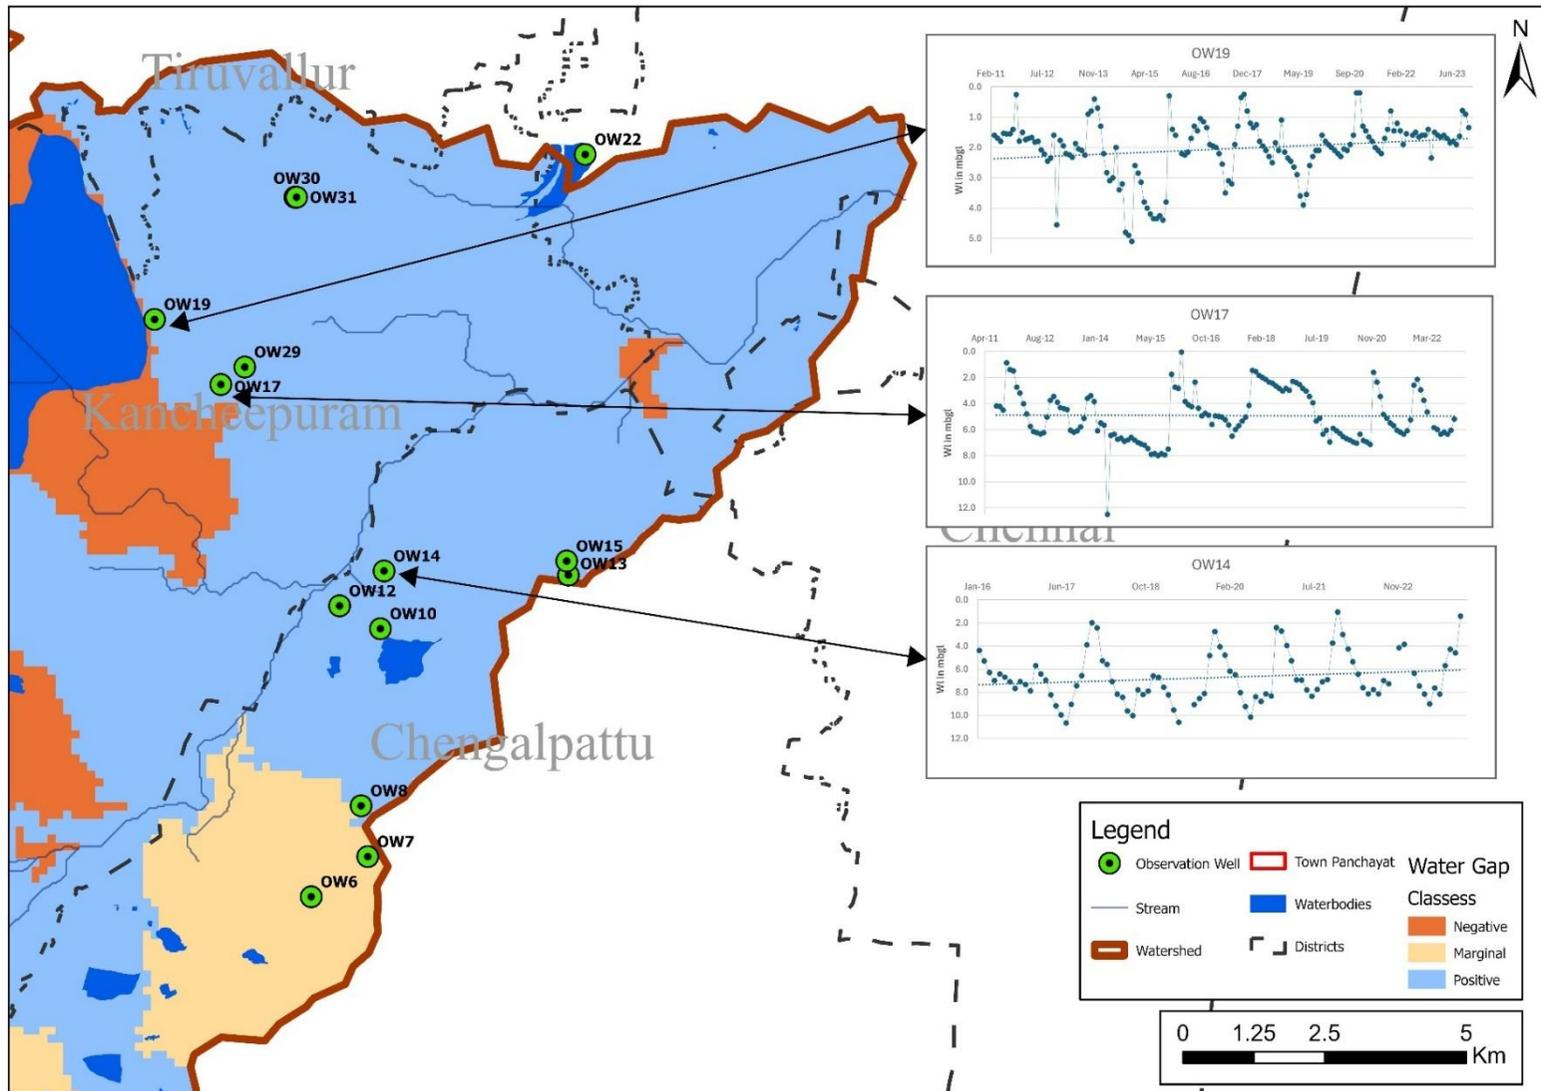 Tiruvallur
N
OW22
OW30
OW31
OW19
OW29
OW17
Kancheepuram
OW15
OW14
OW13
OW12
OW10
Chennai
Chengalpattu
OW8
OW7
OW6
OW19
Feb-11 Jul-12 Nov-13 Apr-15 Aug-16 Dec-17 May-19 Sep-20 Feb-22 Jun-23
0.0
1.0
2.0
3.0
4.0
5.0
Wl in mbgl
OW17
Apr-11 Aug-12 Jan-14 May-15 Oct-16 Feb-18 Jul-19 Nov-20 Mar-22
0.0
2.0
4.0
6.0
8.0
10.0
12.0
Wl in mbgl
OW14
Jan-16 Jun-17 Oct-18 Feb-20 Jul-21 Nov-22
0.0
2.0
4.0
6.0
8.0
10.0
12.0
Wl in mbgl
Legend
Observation Well
Stream
Watershed
Town Panchayat
Waterbodies
Districts
Water Gap
Classess
Negative
Marginal
Positive
0 1.25 2.5 5
Km